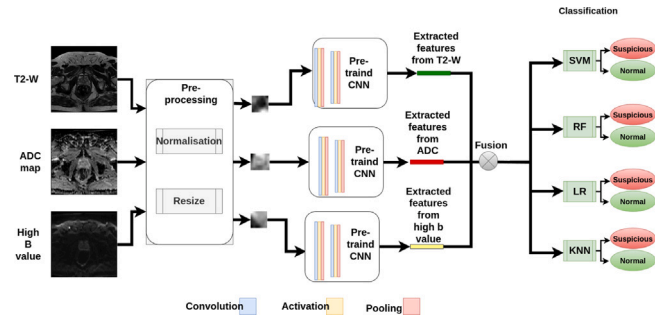 Classification
T2-W
ADC
map
High
B
value
Pre-
processing
Normalisation
Resize
Pre-
traind
CNN
Pre-
traind
CNN
Pre-
traind
CNN
Extracted
features
from T2-W
Extracted
features
from
ADC
Extracted
features
from
high b
value
Fusion
SVM
Suspicious
Normal
RF
Suspicious
Normal
LR
Suspicious
Normal
KNN
Suspicious
Normal
Convolution
Activation
Pooling